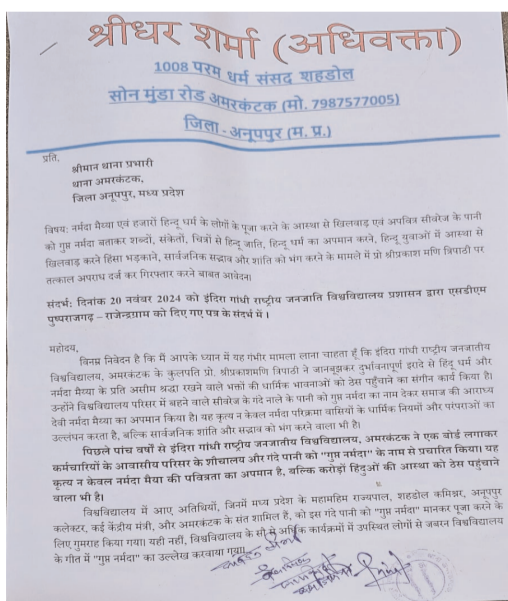 श्रीधर शर्मा (अधिवक्ता)
1008 परम धर्म संसद शहडोल
सोन मुंडा रोड अमरकंटक (मो. 7987577005)
जिला - अनूपपुर (म. प्र.)
प्रति,
श्रीमान थाना प्रभारी
थाना अमरकंटक,
जिला अनूपपुर, मध्य प्रदेश
विषय: नर्मदा मैय्या एवं हजारों हिन्दू धर्म के लोगों के पूजा करने के आस्था से खिलवाड़ एवं अपवित्र सीवरेज के पानी
को गुप्त नर्मदा बताकर शब्दों, संकेतों, चित्रों से हिन्दू जाति, हिन्दू धर्म का अपमान करने, हिन्दू युवाओं में आस्था से
खिलवाड़ करने हिंसा भड़काने, सार्वजनिक सद्भाव और शांति को भंग करने के मामले में प्रो श्रीप्रकाश मणि त्रिपाठी पर
तत्काल अपराध दर्ज कर गिरफ्तार करने बाबत आवेदन।
संदर्भ: दिनांक 20 नवंबर 2024 को इंदिरा गांधी राष्ट्रीय जनजाति विश्वविद्यालय प्रशासन द्वारा एसडीएम
पुष्पराजगढ़ – राजेन्द्रग्राम को दिए गए पत्र के संदर्भ में।
महोदय,
विनम्र निवेदन है कि मैं आपके ध्यान में यह गंभीर मामला लाना चाहता हूँ कि इंदिरा गांधी राष्ट्रीय जनजातीय
विश्वविद्यालय, अमरकंटक के कुलपति प्रो. श्रीप्रकाशमणि त्रिपाठी ने जानबूझकर दुर्भावनापूर्ण इरादे से हिंदू धर्म और
नर्मदा मैय्या के प्रति असीम श्रद्धा रखने वाले भक्तों की धार्मिक भावनाओं को ठेस पहुँचाने का संगीन कार्य किया है।
उन्होंने विश्वविद्यालय परिसर में बहने वाले सीवरेज के गंदे नाले के पानी को गुप्त नर्मदा का नाम देकर समाज की आराध्य
देवी नर्मदा मैय्या का अपमान किया है। यह कृत्य न केवल नर्मदा परिक्रमा वासियों के धार्मिक नियमों और परंपराओं का
उल्लंघन करता है, बल्कि सार्वजनिक शांति और सद्भाव को भंग करने वाला भी है।
पिछले पांच वर्षों से इंदिरा गांधी राष्ट्रीय जनजातीय विश्वविद्यालय, अमरकंटक ने एक बोर्ड लगाकर
कर्मचारियों के आवासीय परिसर के शौचालय और गंदे पानी को "गुप्त नर्मदा" के नाम से प्रचारित किया। यह
कृत्य न केवल नर्मदा मैया की पवित्रता का अपमान है, बल्कि करोड़ों हिंदुओं की आस्था को ठेस पहुंचाने
वाला भी है।
विश्वविद्यालय में आए अतिथियों, जिनमें मध्य प्रदेश के महामहिम राज्यपाल, शहडोल कमिश्नर, अनूपपुर
कलेक्टर, कई केंद्रीय मंत्री, और अमरकंटक के संत शामिल हैं, को इस गंदे पानी को "गुप्त नर्मदा" मानकर पूजा करने के
लिए गुमराह किया गया। यही नहीं, विश्वविद्यालय के सौ से अधिक कार्यक्रमों में उपस्थित लोगों से जबरन विश्वविद्यालय
के गीत में "गुप्त नर्मदा" का उल्लेख करवाया गया।